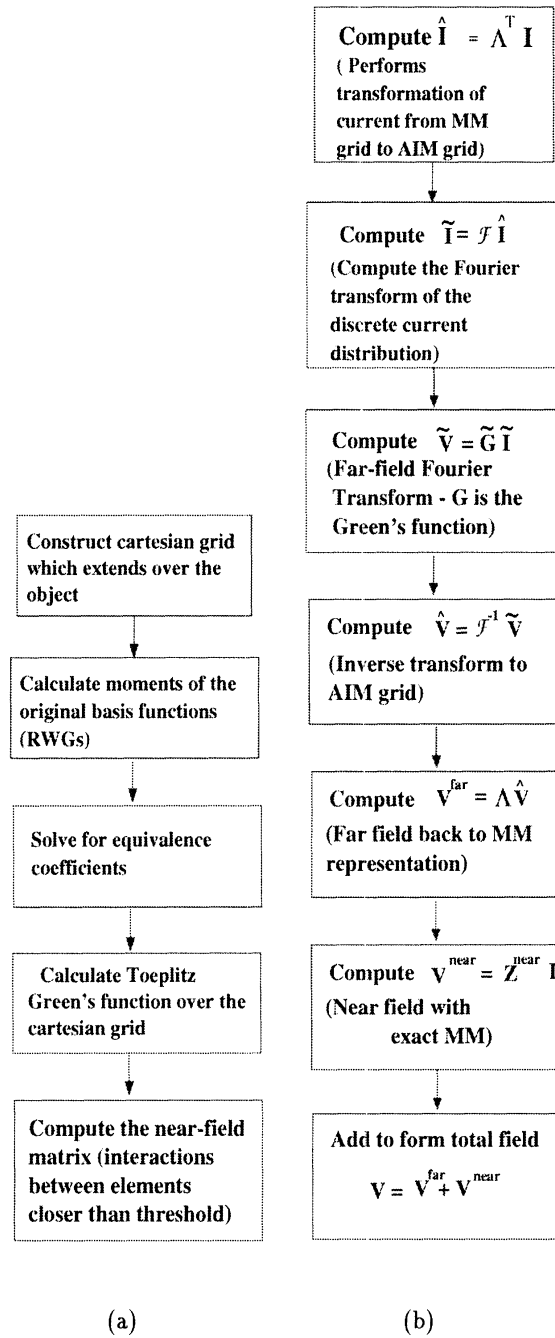 Construct cartesian grid
which extends over the
object
Calculate moments of the
original basis functions
(RWGs)
Solve for equivalence
coefficients
Calculate Toeplitz
Green's function over the
cartesian grid
Compute the near-field
matrix (interactions
between elements
closer than threshold)
(a)
Compute Î = Λ^T I
( Performs
transformation of
current from MM
grid to AIM grid)
Compute Ĩ = ℱ Î
(Compute the Fourier
transform of the
discrete current
distribution)
Compute Ṽ = G̃ Ĩ
(Far-field Fourier
Transform - G is the
Green's function)
Compute V̂ = ℱ^-1 Ṽ
(Inverse transform to
AIM grid)
Compute V^far = Λ V̂
(Far field back to MM
representation)
Compute V^near = Z^near I
(Near field with
exact MM)
Add to form total field
V = V^far + V^near
(b)